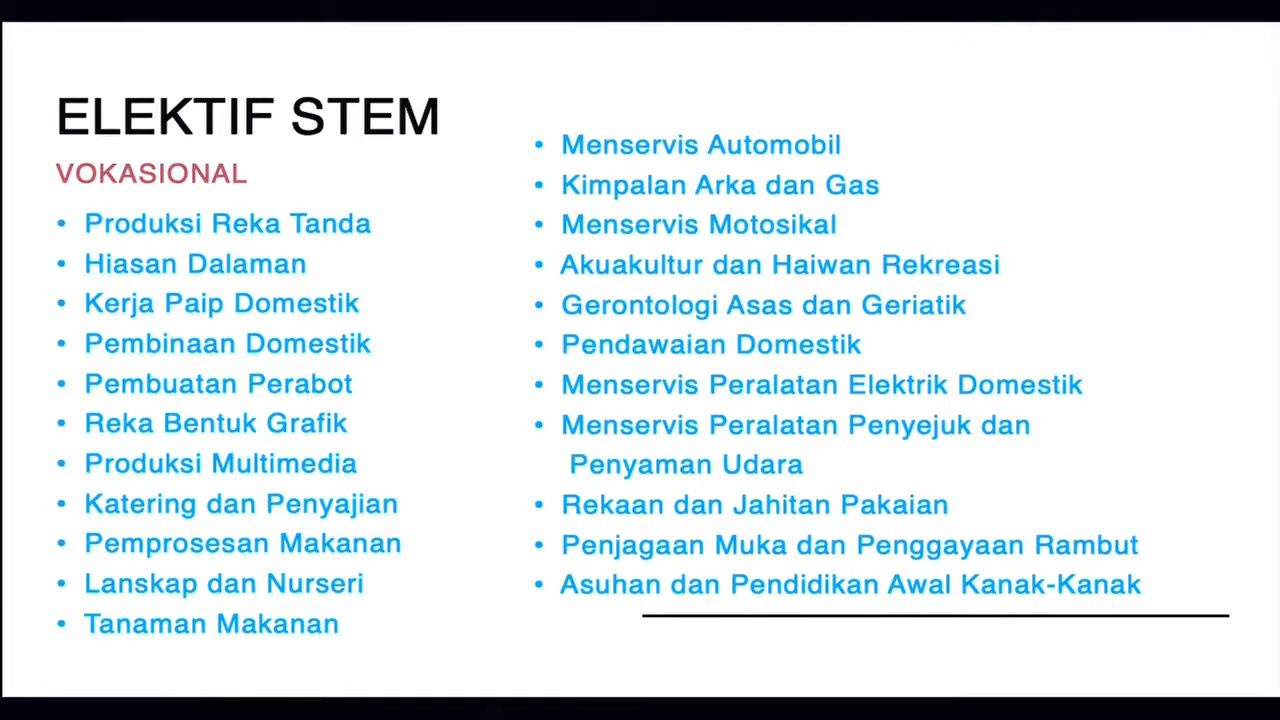 ELEKTIF STEM
VOKASIONAL
• Produksi Reka Tanda
• Hiasan Dalaman
• Kerja Paip Domestik
• Pembinaan Domestik
• Pembuatan Perabot
• Reka Bentuk Grafik
• Produksi Multimedia
• Katering dan Penyajian
• Pemprosesan Makanan
• Lanskap dan Nurseri
• Tanaman Makanan
• Menservis Automobil
• Kimpalan Arka dan Gas
• Menservis Motosikal
• Akuakultur dan Haiwan Rekreasi
• Gerontologi Asas dan Geriatik
• Pendawaian Domestik
• Menservis Peralatan Elektrik Domestik
• Menservis Peralatan Penyejuk dan
Penyaman Udara
• Rekaan dan Jahitan Pakaian
• Penjagaan Muka dan Penggayaan Rambut
• Asuhan dan Pendidikan Awal Kanak-Kanak